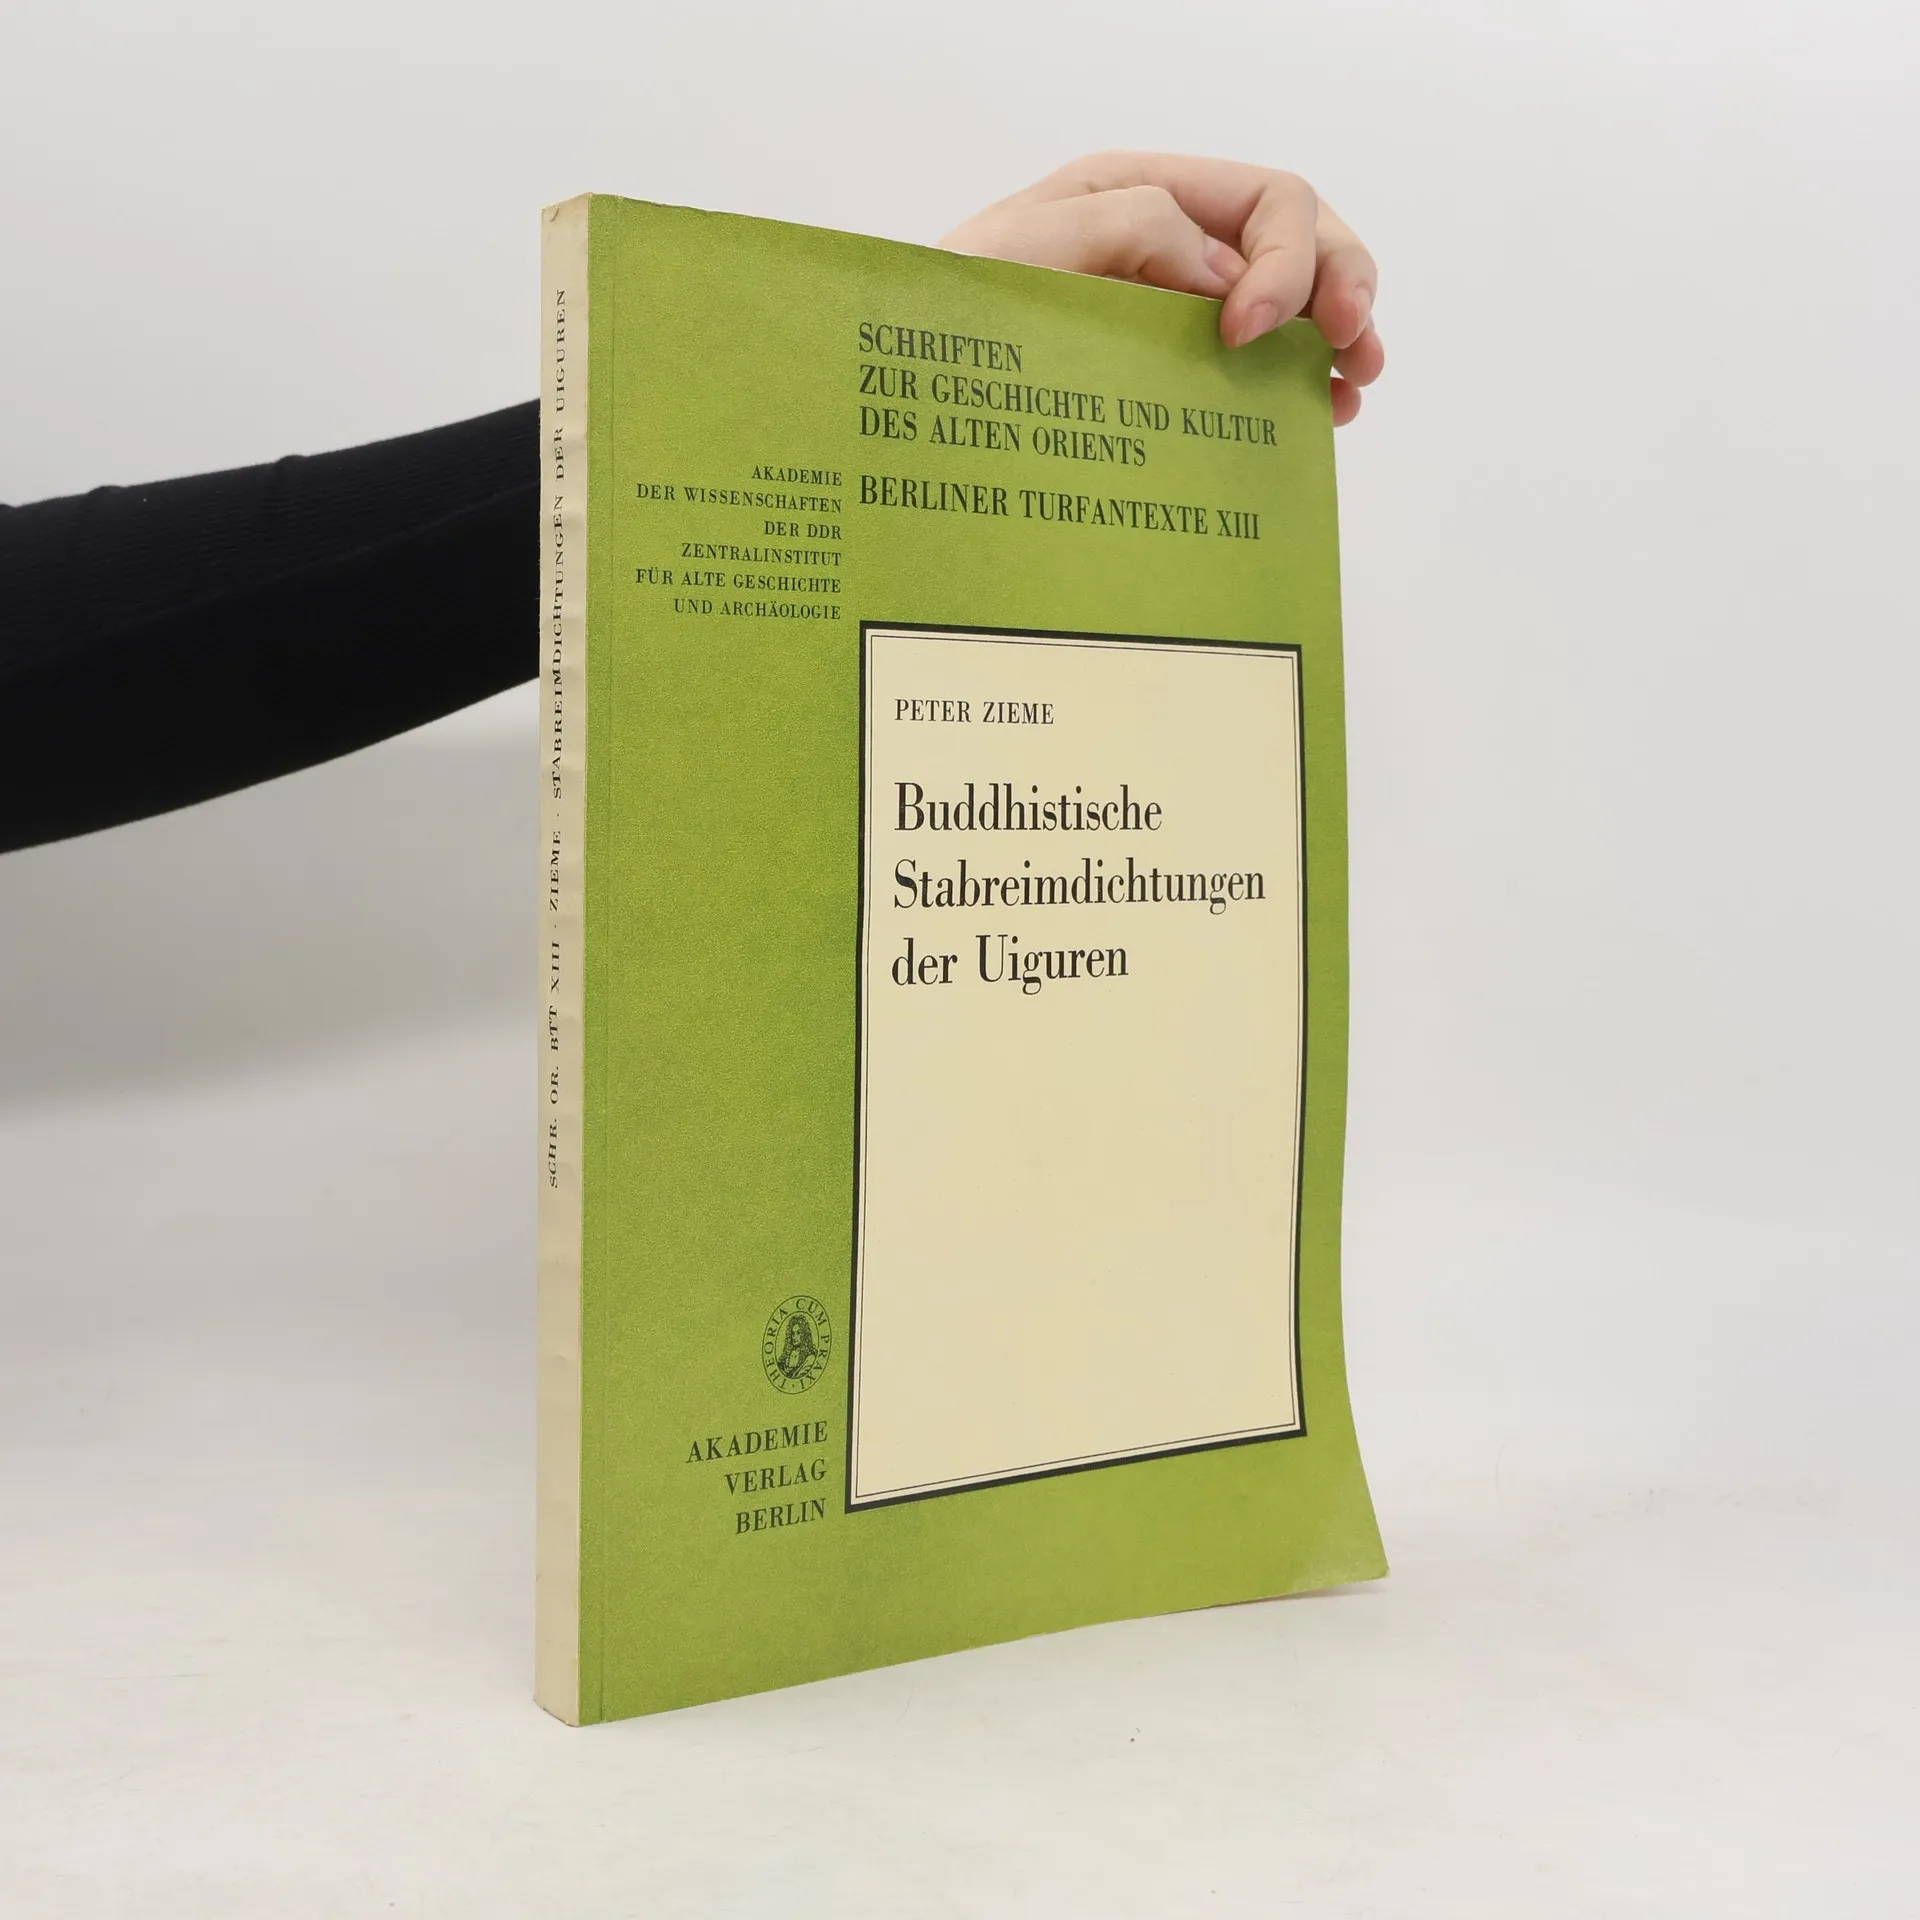 SCHRIFTEN
ZUR GESCHICHTE UND KULTUR
DES ALTEN ORIENTS
BERLINER TURFANTEXTE XIII
AKADEMIE
DER WISSENSCHAFTEN
DER DDR
ZENTRALINSTITUT
FÜR ALTE GESCHICHTE
UND ARCHÄOLOGIE
PETER ZIEME
Buddhistische
Stabreimdichtungen
der Uiguren
THEORIA CUM PRAXI
AKADEMIE
VERLAG
BERLIN
SCHR. OR. BTT XIII · ZIEME · STABREIMDICHTUNGEN DER UIGUREN